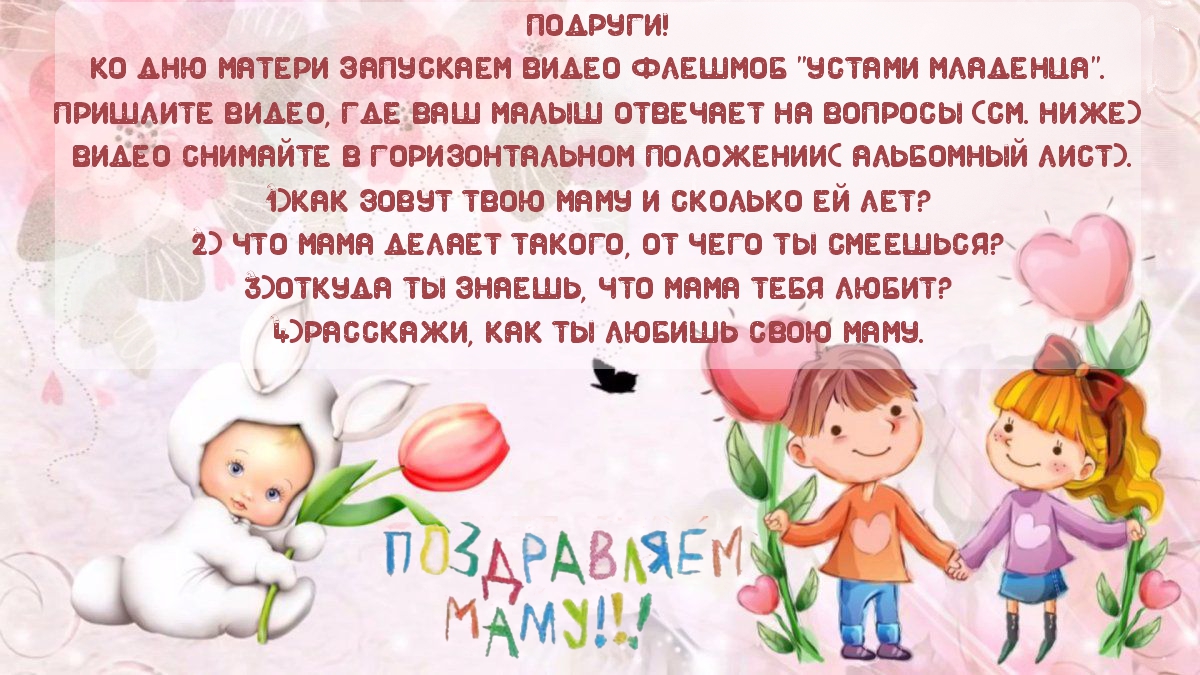 ПОДРУГИ!
КО ДНЮ МАТЕРИ ЗАПУСКАЕМ ВИДЕО ФЛЕШМОБ "УСТАМИ МЛАДЕНЦА".
ПРИШЛИТЕ ВИДЕО, ГДЕ ВАШ МАЛЫШ ОТВЕЧАЕТ НА ВОПРОСЫ (СМ. НИЖЕ)
ВИДЕО СНИМАЙТЕ В ГОРИЗОНТАЛЬНОМ ПОЛОЖЕНИИ( АЛЬБОМНЫЙ ЛИСТ).
1)КАК ЗОВУТ ТВОЮ МАМУ И СКОЛЬКО ЕЙ ЛЕТ?
2) ЧТО МАМА ДЕЛАЕТ ТАКОГО, ОТ ЧЕГО ТЫ СМЕЕШЬСЯ?
3)ОТКУДА ТЫ ЗНАЕШЬ, ЧТО МАМА ТЕБЯ ЛЮБИТ?
4)РАССКАЖИ, КАК ТЫ ЛЮБИШЬ СВОЮ МАМУ.
ПОЗДРАВЛЯЕМ
МАМУ!!!